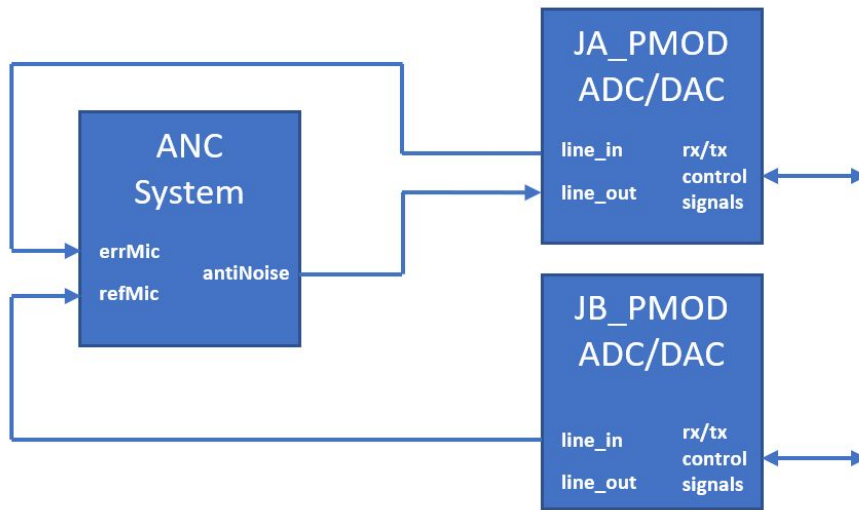 ANC
System
errMic
refMic
antiNoise
JA_PMOD
ADC/DAC
line_in
line_out
rx/tx
control
signals
JB_PMOD
ADC/DAC
line_in
line_out
rx/tx
control
signals